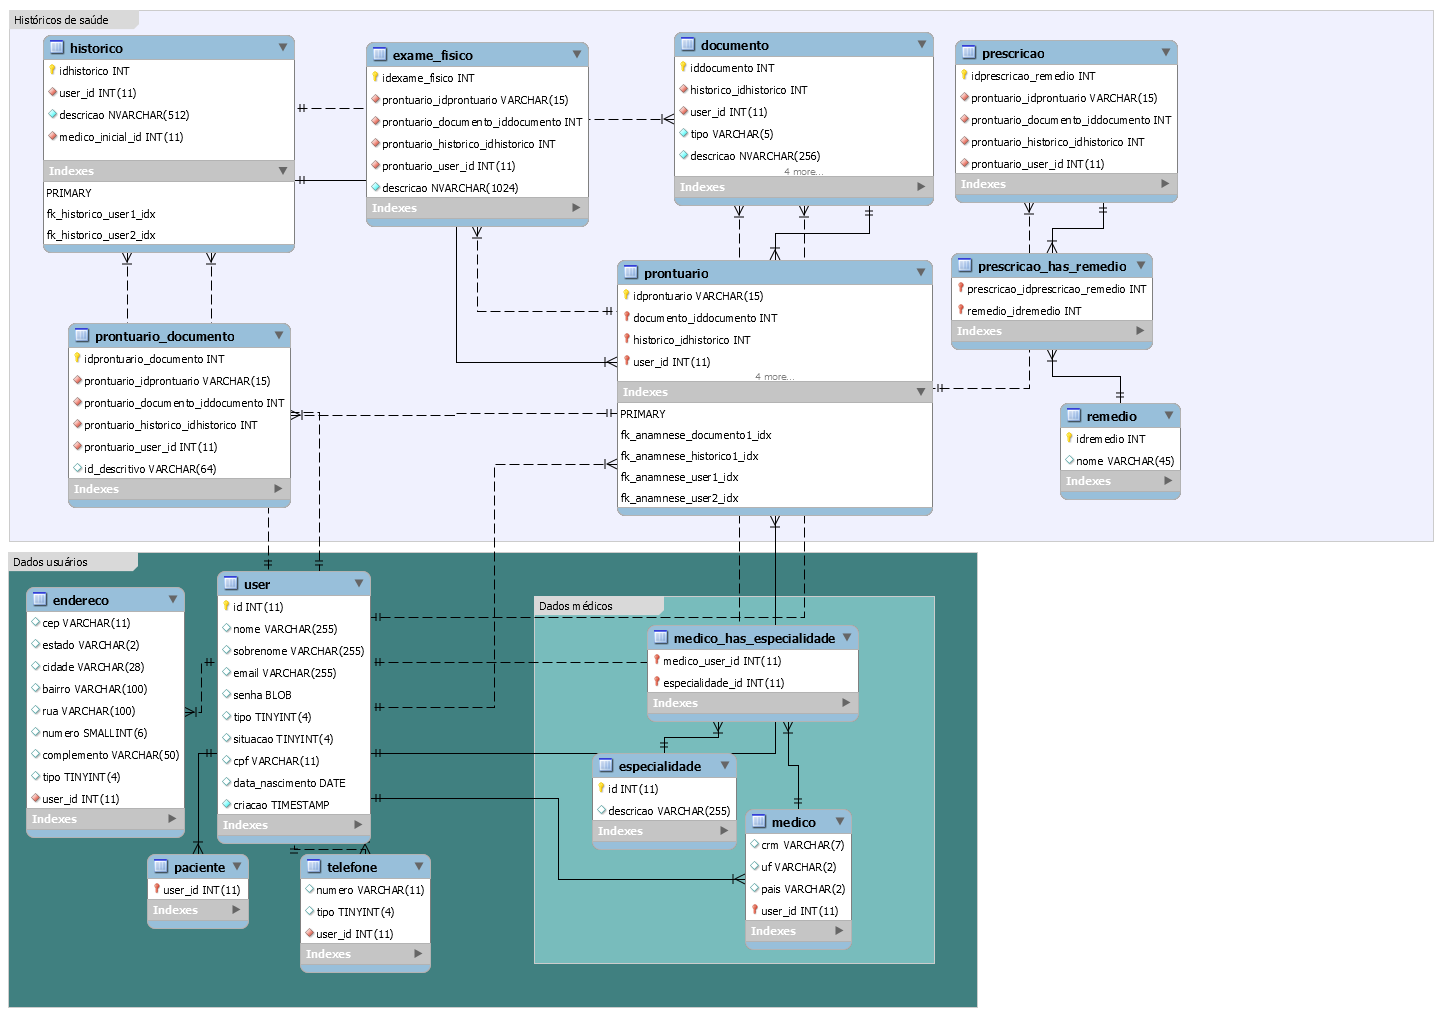 Históricos de saúde
historico
idhistorico INT
user_id INT(11)
descricao NVARCHAR(512)
medico_inicial_id INT(11)
Indexes
PRIMARY
fk_historico_user1_idx
fk_historico_user2_idx
exame_fisico
idexame_fisico INT
prontuario_idprontuario VARCHAR(15)
prontuario_documento_iddocumento INT
prontuario_historico_idhistorico INT
prontuario_user_id INT(11)
descricao NVARCHAR(1024)
Indexes
documento
iddocumento INT
historico_idhistorico INT
user_id INT(11)
tipo VARCHAR(5)
descricao NVARCHAR(256)
4 more...
Indexes
prescricao
idprescricao_remedio INT
prontuario_idprontuario VARCHAR(15)
prontuario_documento_iddocumento INT
prontuario_historico_idhistorico INT
prontuario_user_id INT(11)
Indexes
prontuario
idprontuario VARCHAR(15)
documento_iddocumento INT
historico_idhistorico INT
user_id INT(11)
4 more...
Indexes
PRIMARY
fk_anamnese_documento1_idx
fk_anamnese_historico1_idx
fk_anamnese_user1_idx
fk_anamnese_user2_idx
prescricao_has_remedio
prescricao_idprescricao_remedio INT
remedio_idremedio INT
Indexes
prontuario_documento
idprontuario_documento INT
prontuario_idprontuario VARCHAR(15)
prontuario_documento_iddocumento INT
prontuario_historico_idhistorico INT
prontuario_user_id INT(11)
id_descritivo VARCHAR(64)
Indexes
remedio
idremedio INT
nome VARCHAR(45)
Indexes
Dados usuários
endereco
cep VARCHAR(11)
estado VARCHAR(2)
cidade VARCHAR(28)
bairro VARCHAR(100)
rua VARCHAR(100)
numero SMALLINT(6)
complemento VARCHAR(50)
tipo TINYINT(4)
user_id INT(11)
Indexes
user
id INT(11)
nome VARCHAR(255)
sobrenome VARCHAR(255)
email VARCHAR(255)
senha BLOB
tipo TINYINT(4)
situacao TINYINT(4)
cpf VARCHAR(11)
data_nascimento DATE
criacao TIMESTAMP
Indexes
Dados médicos
medico_has_especialidade
medico_user_id INT(11)
especialidade_id INT(11)
Indexes
especialidade
id INT(11)
descricao VARCHAR(255)
Indexes
medico
crm VARCHAR(7)
uf VARCHAR(2)
pais VARCHAR(2)
user_id INT(11)
Indexes
paciente
user_id INT(11)
Indexes
telefone
numero VARCHAR(11)
tipo TINYINT(4)
user_id INT(11)
Indexes